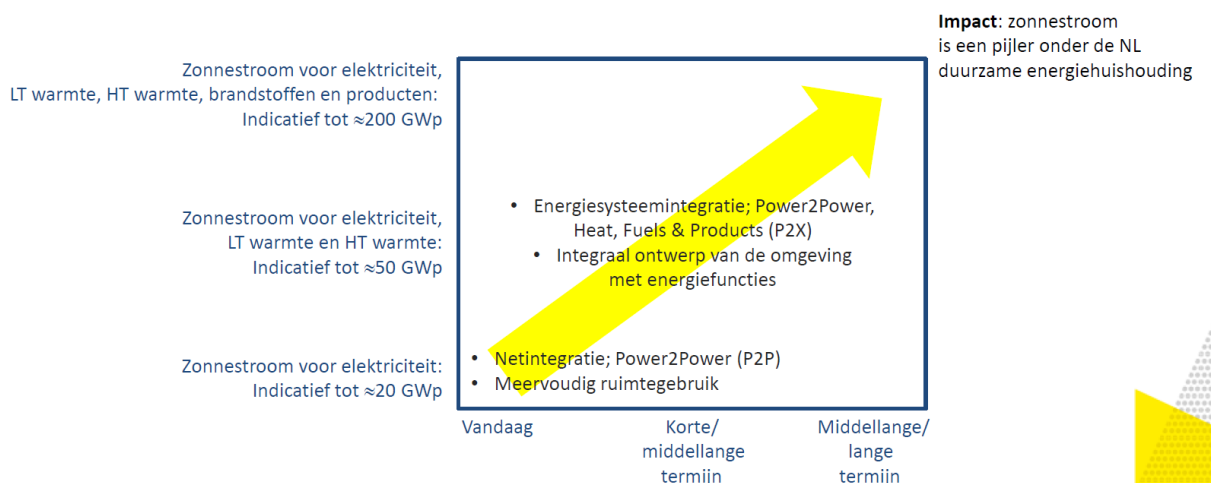 Impact: zonnestroom
is een pijler onder de NL
duurzame energiehuishouding
Zonnestroom voor elektriciteit,
LT warmte, HT warmte, brandstoffen en producten:
Indicatief tot ≈200 GWp
Zonnestroom voor elektriciteit,
LT warmte en HT warmte:
Indicatief tot ≈50 GWp
Zonnestroom voor elektriciteit:
Indicatief tot ≈20 GWp
• Energiesysteemintegratie; Power2Power,
Heat, Fuels & Products (P2X)
• Integraal ontwerp van de omgeving
met energiefuncties
• Netintegratie; Power2Power (P2P)
• Meervoudig ruimtegebruik
Vandaag
Korte/
middellange
termijn
Middellange/
lange
termijn